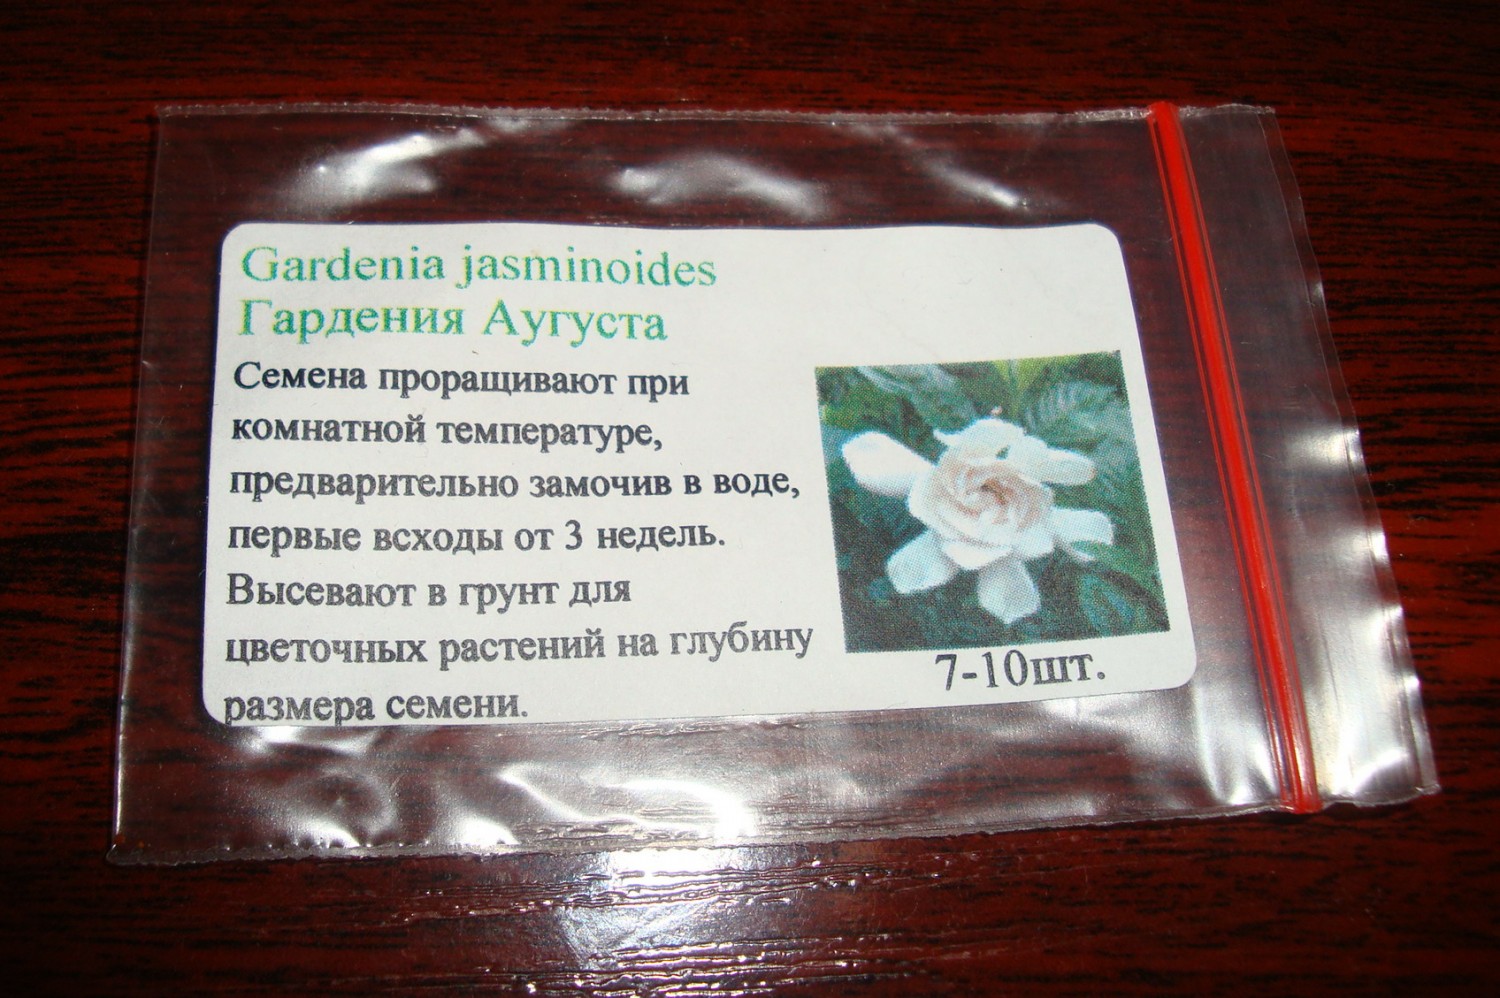 Gardenia jasminoides
Гардения Аугуста
Семена проращивают при
комнатной температуре,
предварительно замочив в воде,
первые всходы от 3 недель.
Высевают в грунт для
цветочных растений на глубину
размера семени.
7-10шт.